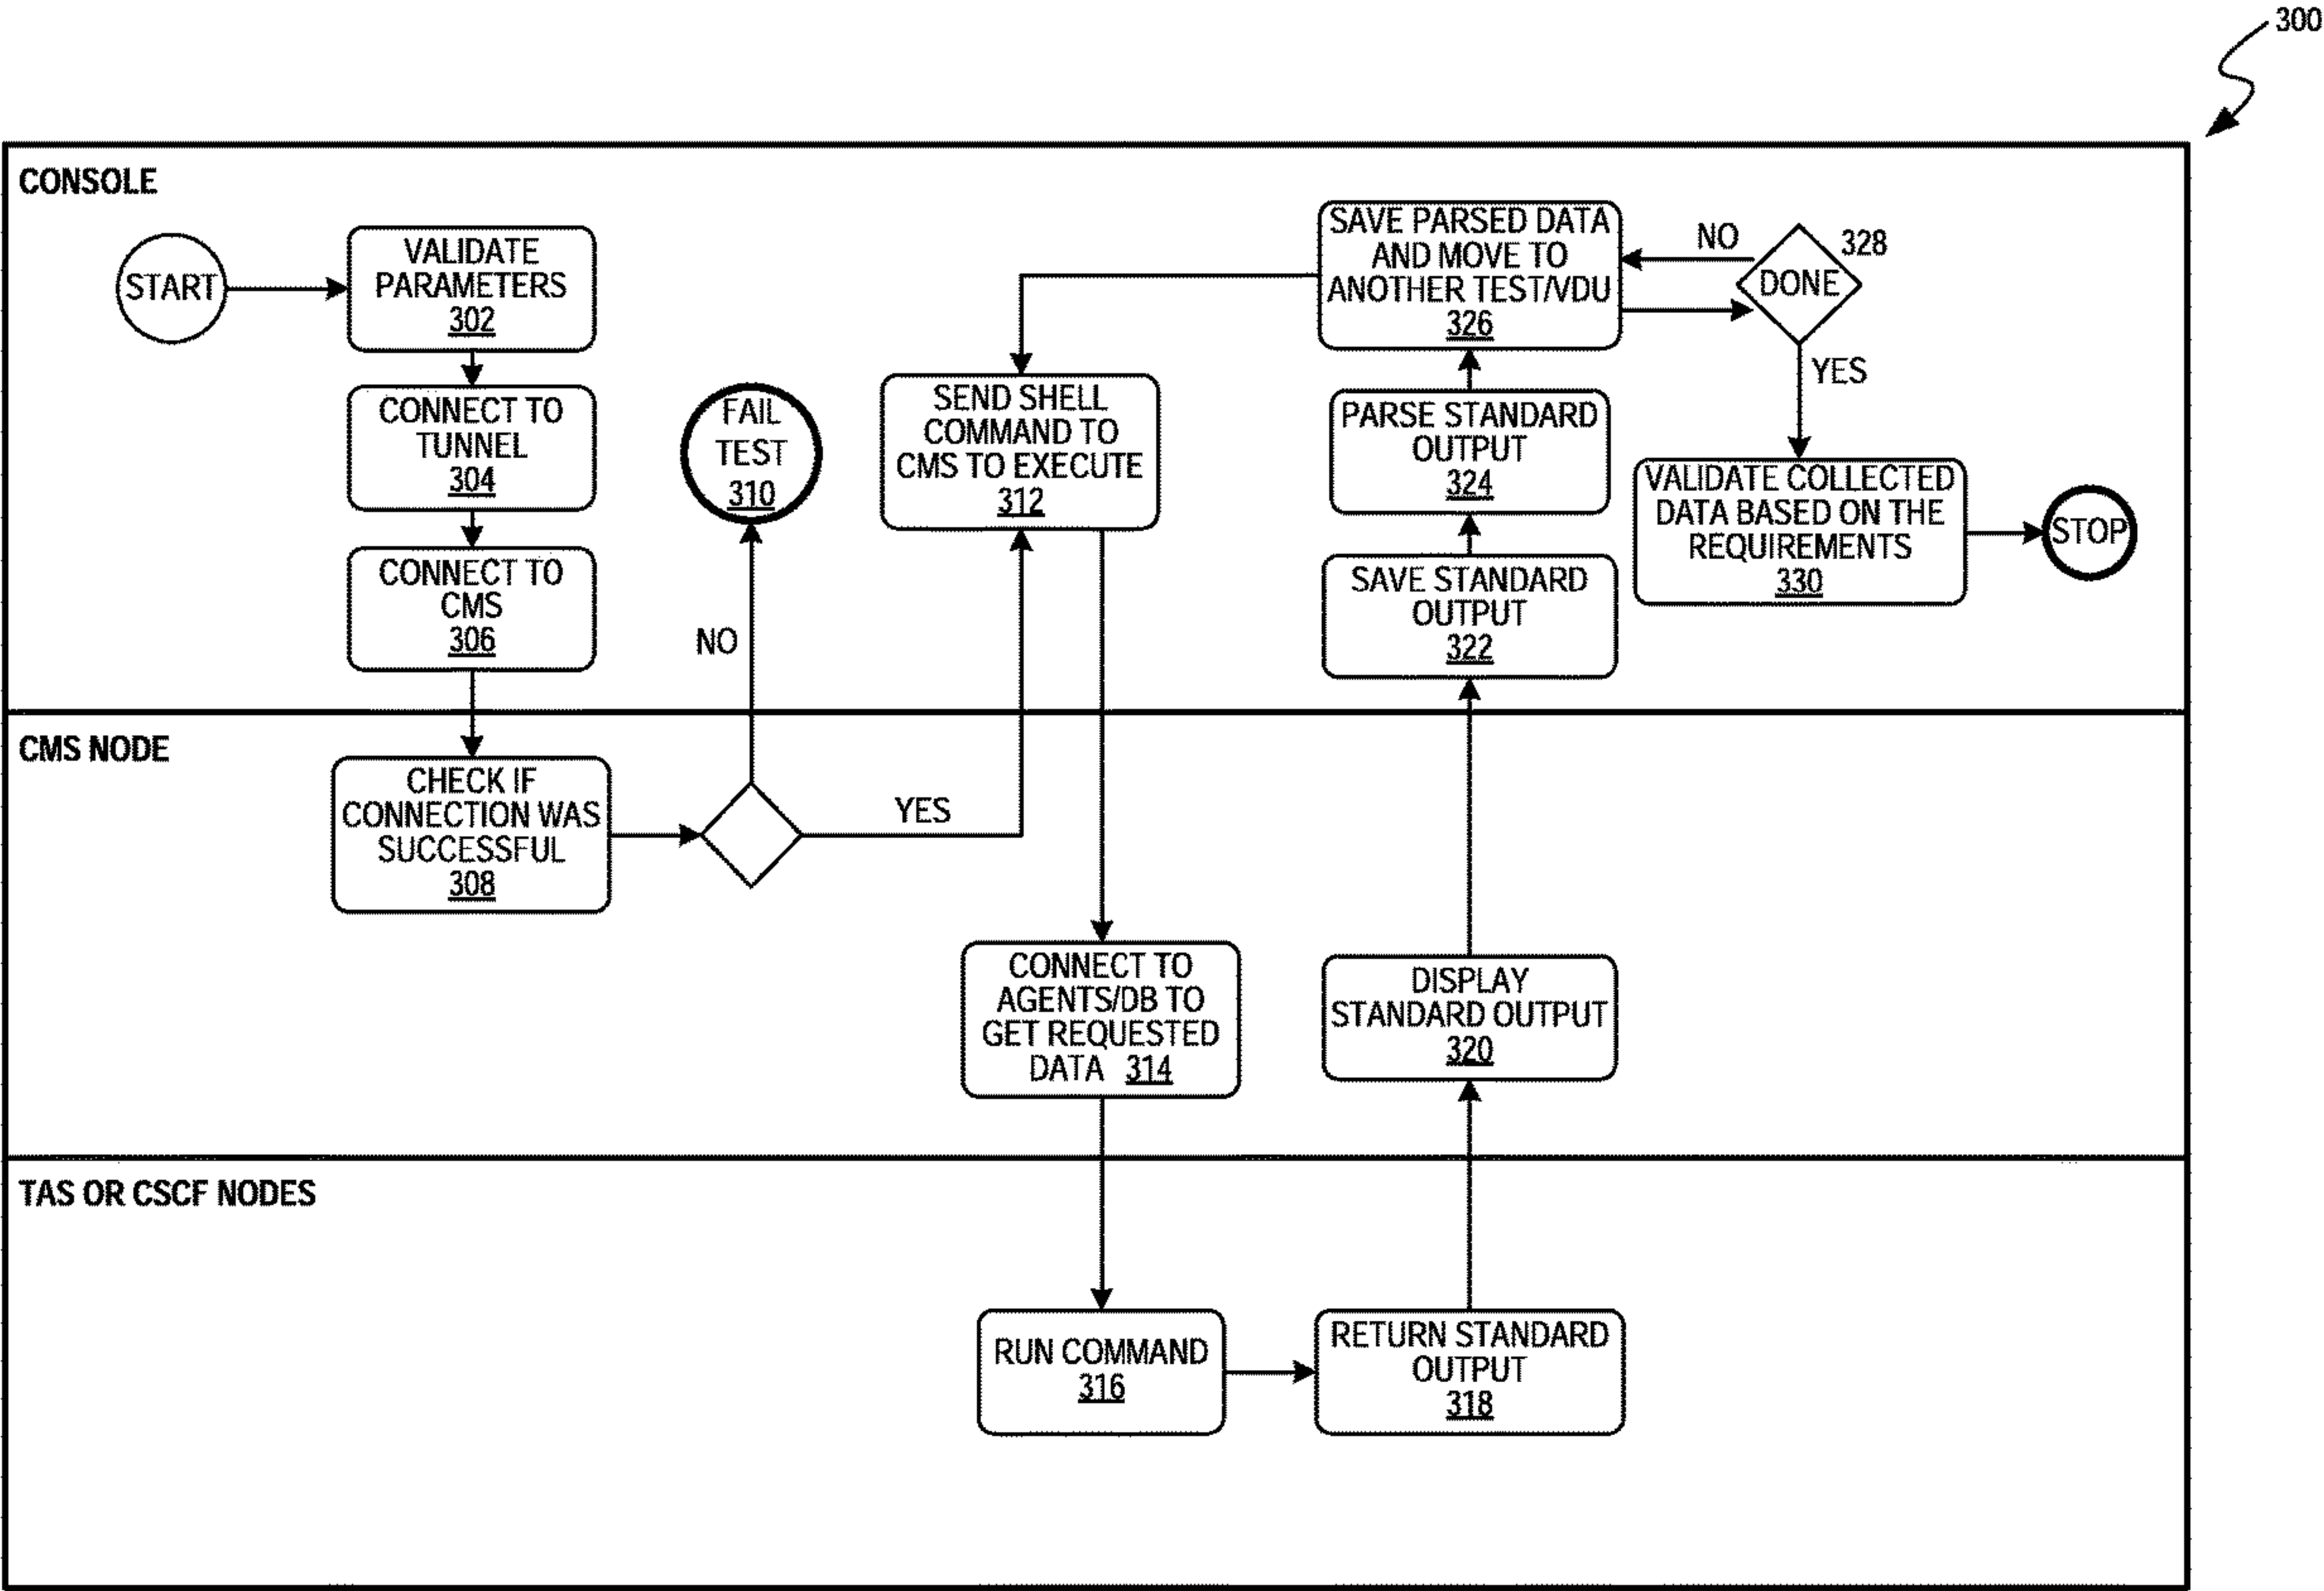 300
CONSOLE
START
VALIDATE
PARAMETERS
302
CONNECT TO
TUNNEL
304
CONNECT TO
CMS
306
FAIL
TEST
310
NO
SEND SHELL
COMMAND TO
CMS TO EXECUTE
312
SAVE PARSED DATA
AND MOVE TO
ANOTHER TEST/VDU
326
NO
328
DONE
YES
PARSE STANDARD
OUTPUT
324
SAVE STANDARD
OUTPUT
322
VALIDATE COLLECTED
DATA BASED ON THE
REQUIREMENTS
330
STOP
CMS NODE
CHECK IF
CONNECTION WAS
SUCCESSFUL
308
YES
CONNECT TO
AGENTS/DB TO
GET REQUESTED
DATA 314
DISPLAY
STANDARD OUTPUT
320
TAS OR CSCF NODES
RUN COMMAND
316
RETURN STANDARD
OUTPUT
318